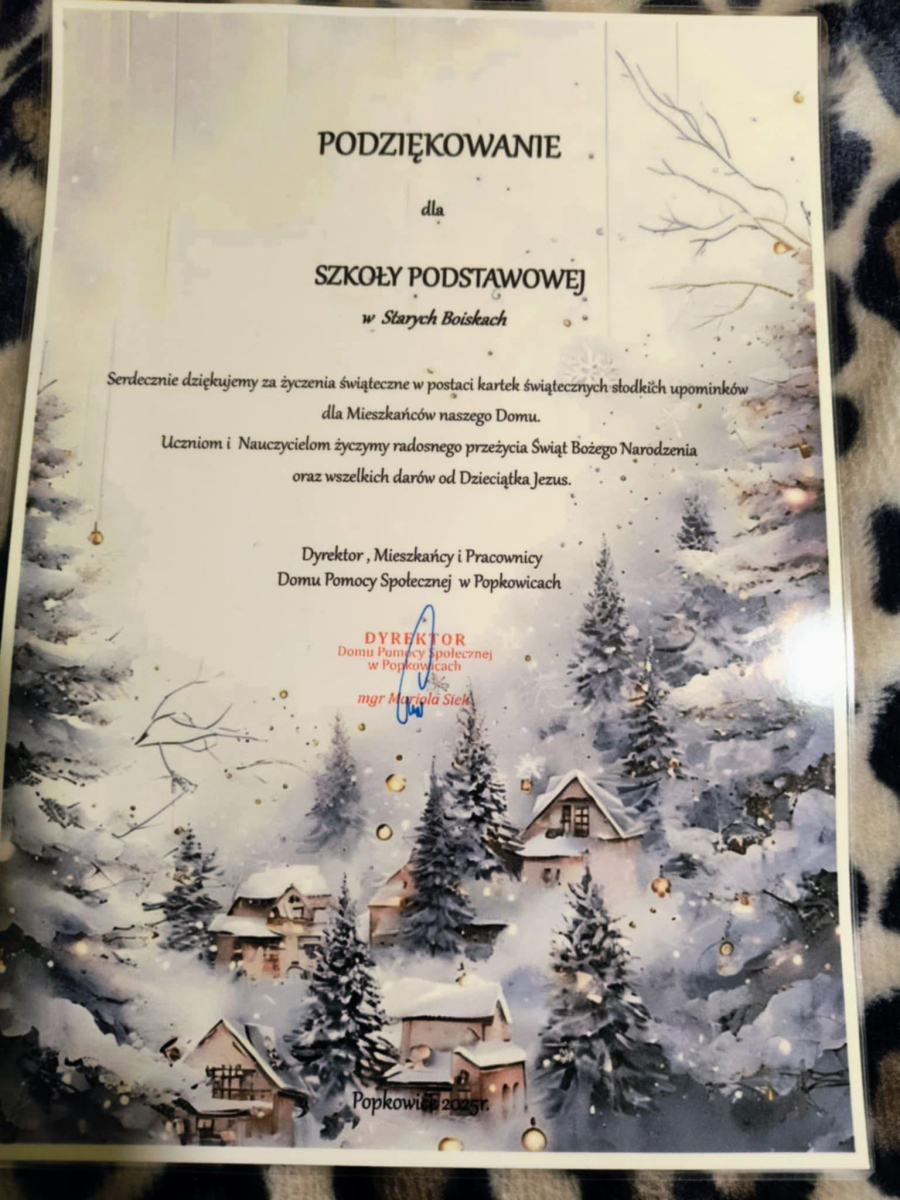 PODZIĘKOWANIE
dla
SZKOŁY PODSTAWOWEJ
w Starych Boiskach
Serdecznie dziękujemy za życzenia świąteczne w postaci kartek świątecznych słodkich upominków
dla Mieszkańców naszego Domu.
Uczniom i Nauczycielom życzymy radosnego przeżycia Świąt Bożego Narodzenia
oraz wszelkich darów od Dzieciątka Jezus.
Dyrektor , Mieszkańcy i Pracownicy
Domu Pomocy Społecznej w Popkowicach
DYREKTOR
Domu Pomocy Społecznej
w Popkowicach
mgr Mariola Siek
Popkowice 2025r.